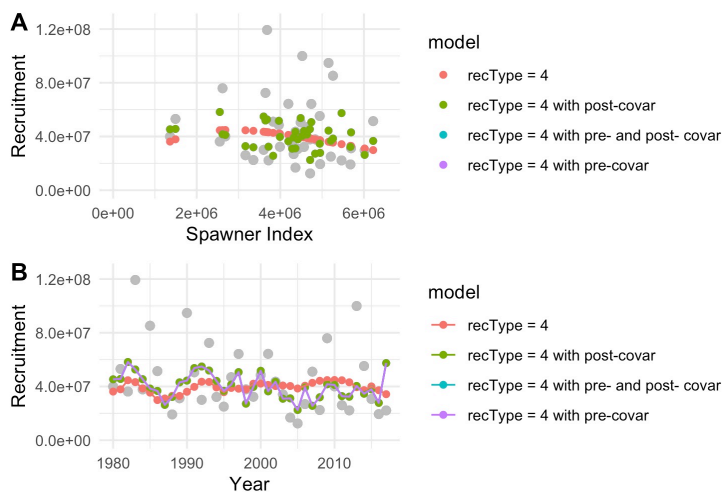 A
1.2e+08
8.0e+07
4.0e+07
0.0e+00
Recruitment
0e+00 2e+06 4e+06 6e+06
Spawner Index
model
recType = 4
recType = 4 with post-covar
recType = 4 with pre- and post- covar
recType = 4 with pre-covar
B
1.2e+08
8.0e+07
4.0e+07
0.0e+00
Recruitment
1980 1990 2000 2010
Year
model
recType = 4
recType = 4 with post-covar
recType = 4 with pre- and post- covar
recType = 4 with pre-covar